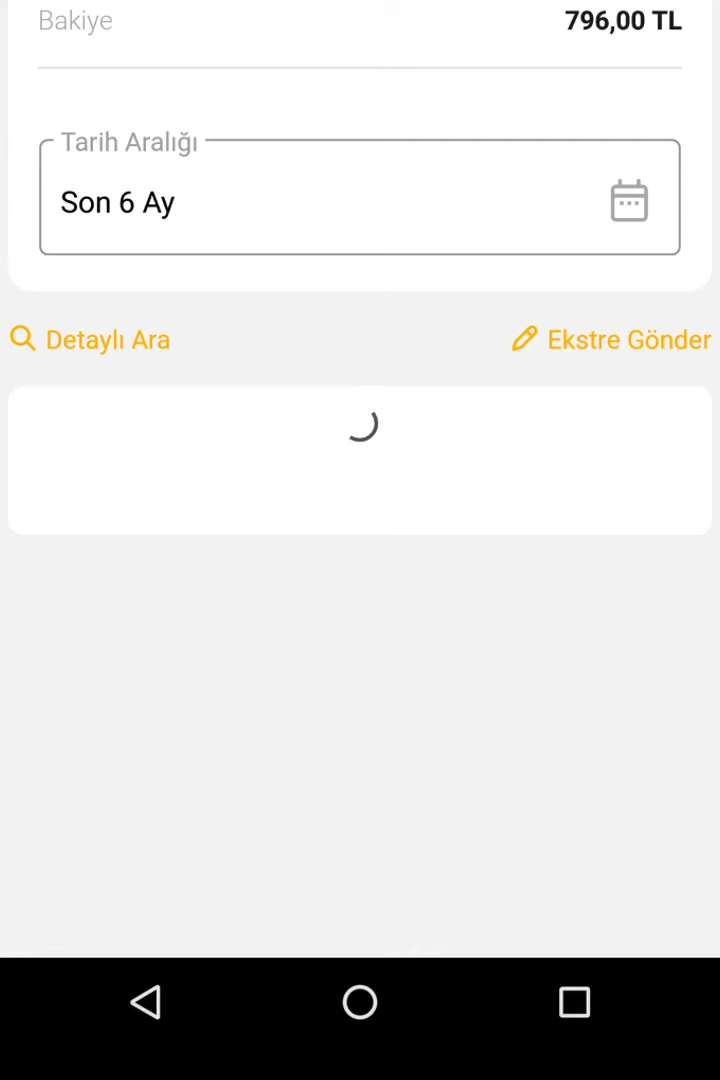 Bakiye 796,00 TL
Tarih Aralığı
Son 6 Ay
Detaylı Ara Ekstre Gönder